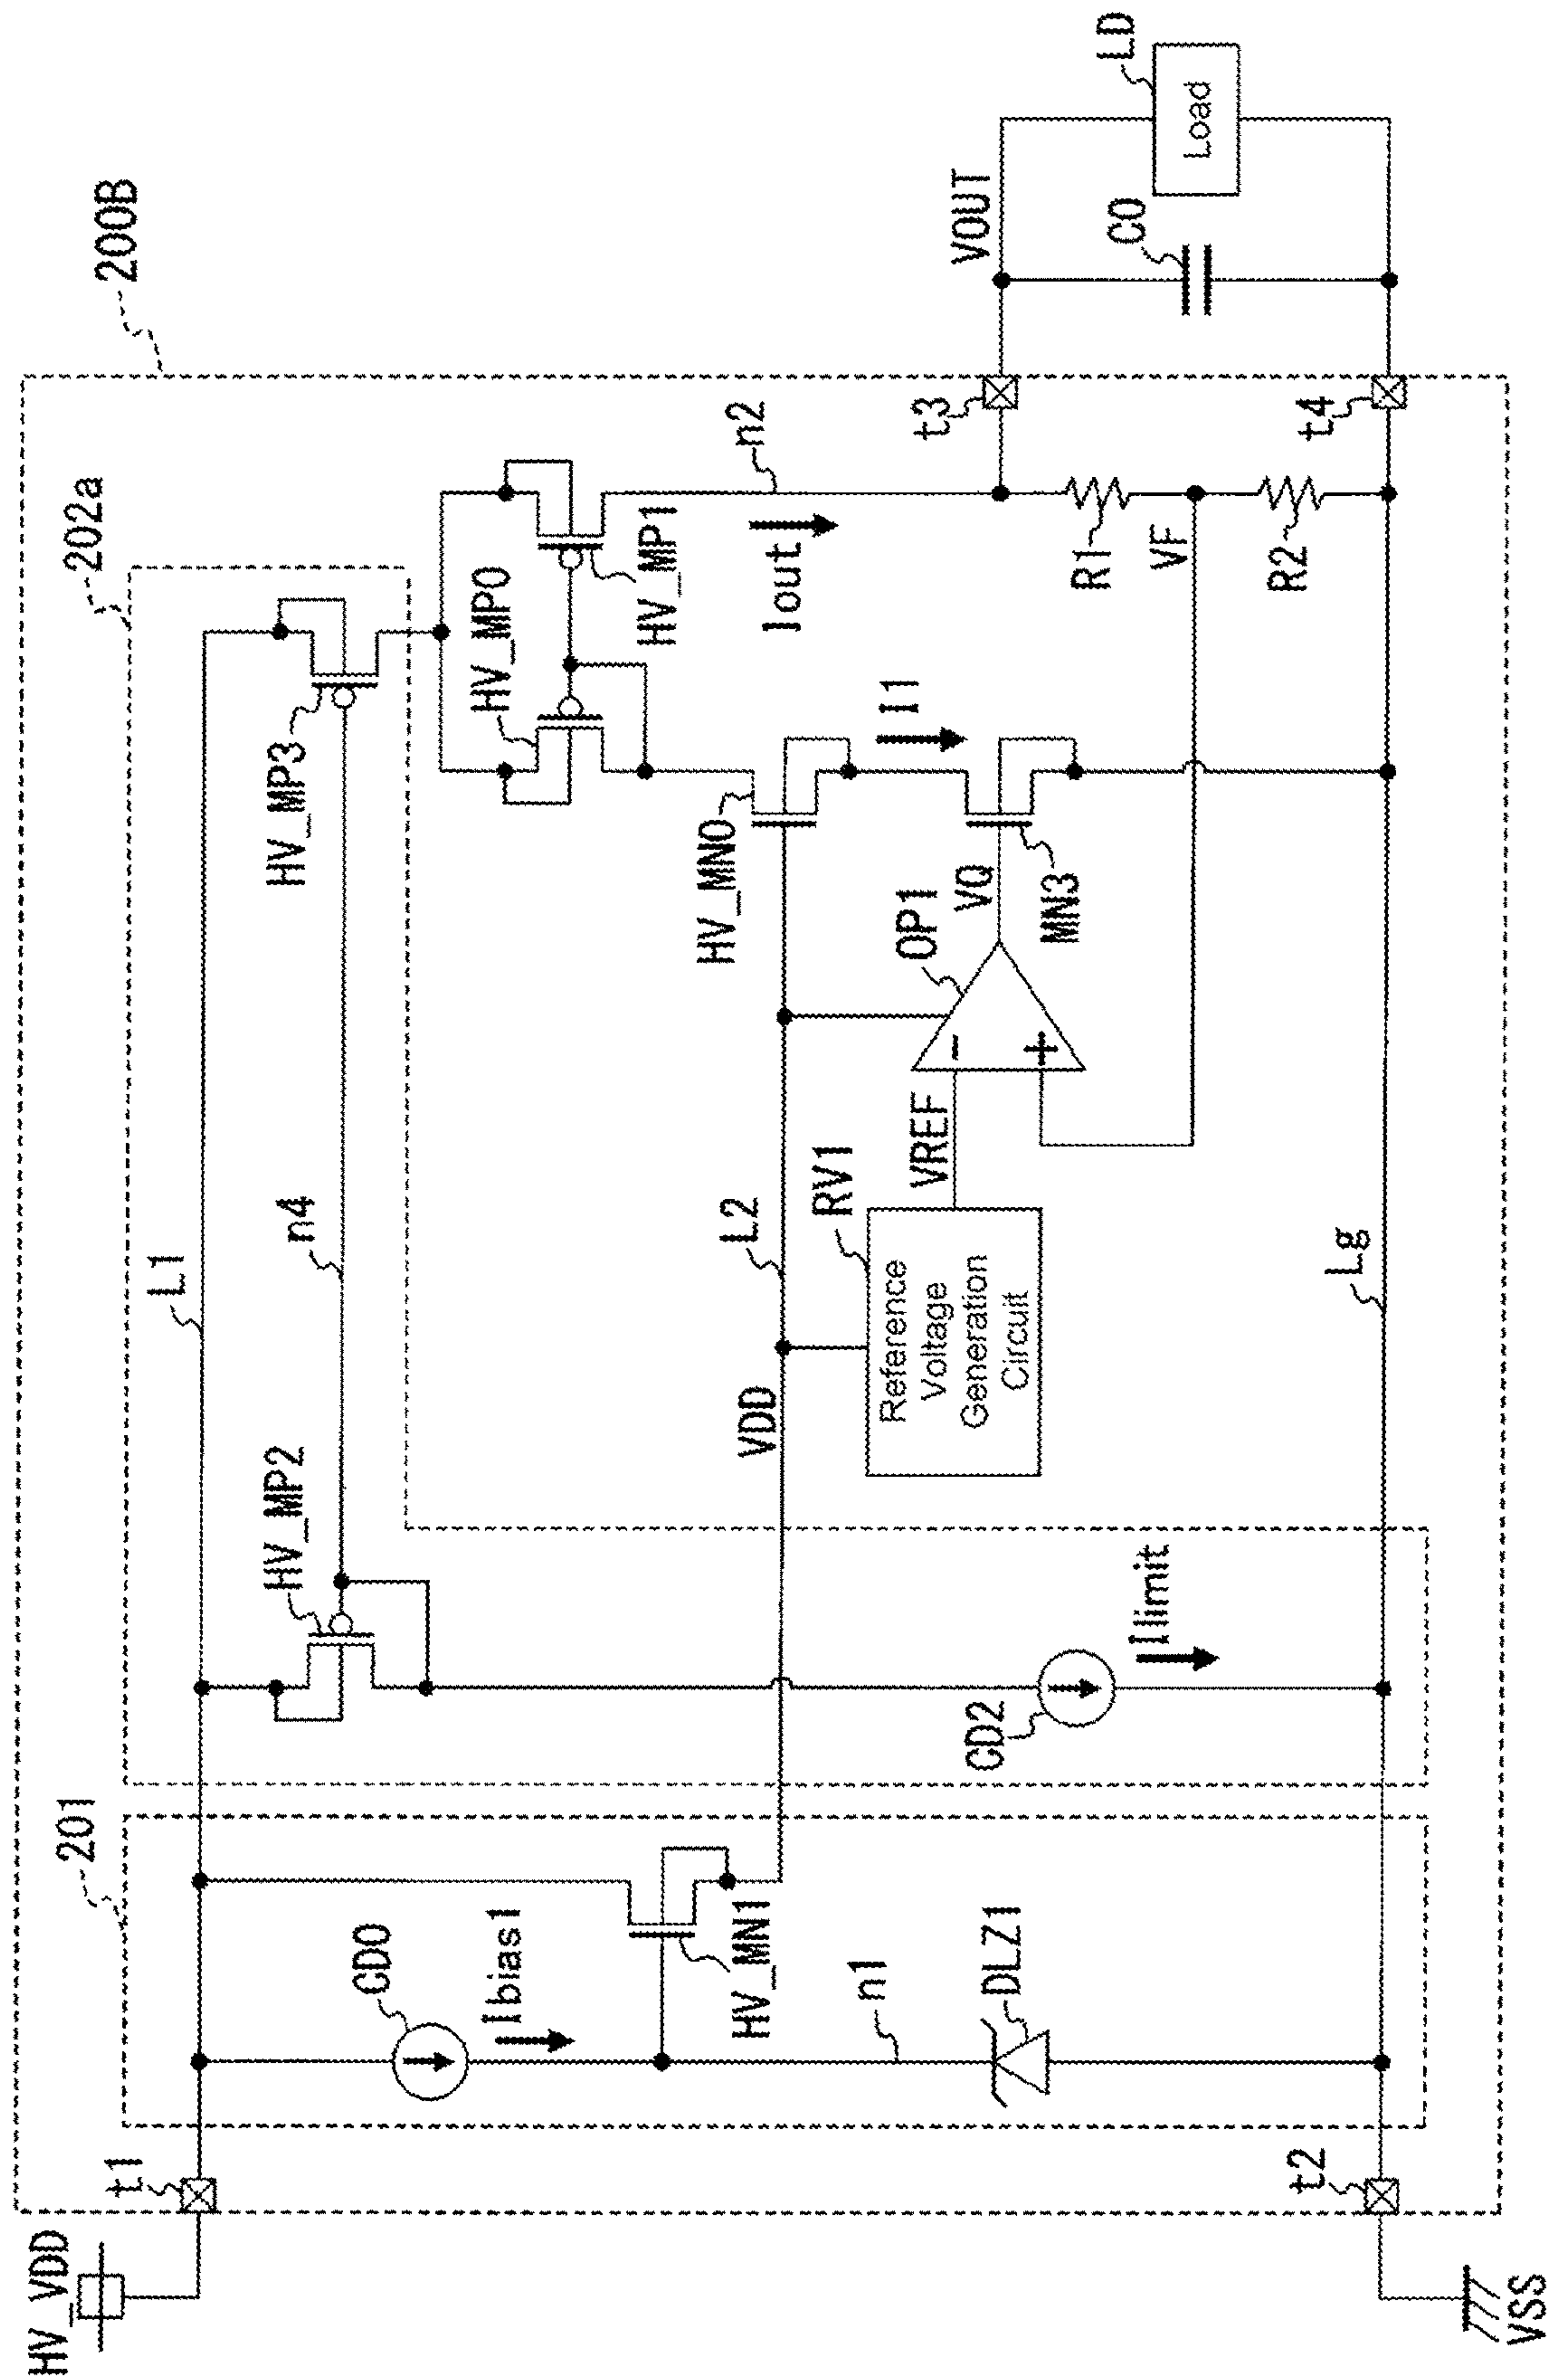 200B
202a
201
HV_VDD
t1
L1
HV_MP2
n4
HV_MP3
HV_MP0
HV_MP1
n2
Iout
CD0
Ibias1
HV_MN1
VDD
L2
HV_MN0
I1
VOUT
t3
CO
LD
Load
n1
DLZ1
CD2
Ilimit
RV1
Reference
Voltage
Generation
Circuit
VREF
-
+
OP1
VO
MN3
R1
VF
R2
Lg
t4
t2
VSS